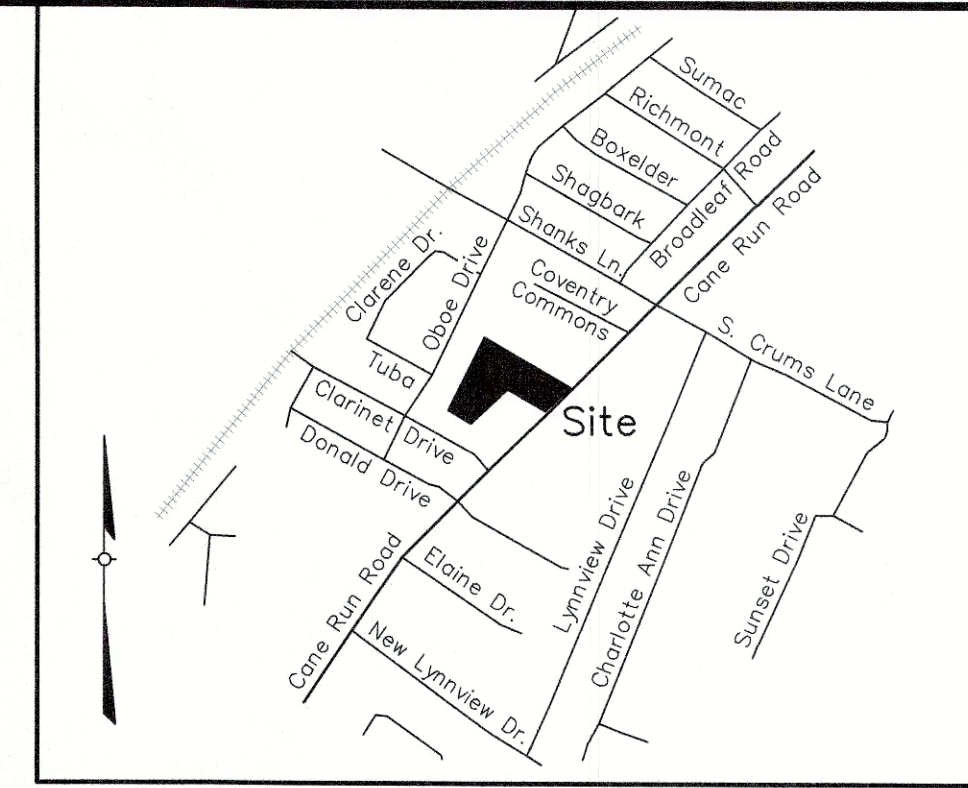 Sumac
Richmont
Boxelder
Broadleaf Road
Shagbark
Cane Run Road
Shanks Ln.
Clarene Dr.
Oboe Drive
Coventry
Commons
S. Crums Lane
Tuba
Clarinet Drive
Site
Donald Drive
Lynnview Drive
Charlotte Ann Drive
Sunset Drive
Elaine Dr.
Cane Run Road
New Lynnview Dr.